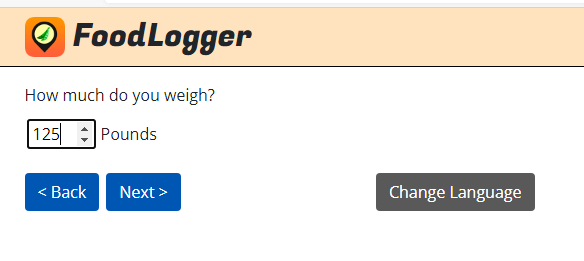 FoodLogger
How much do you weigh?
125 Pounds
< Back Next > Change Language